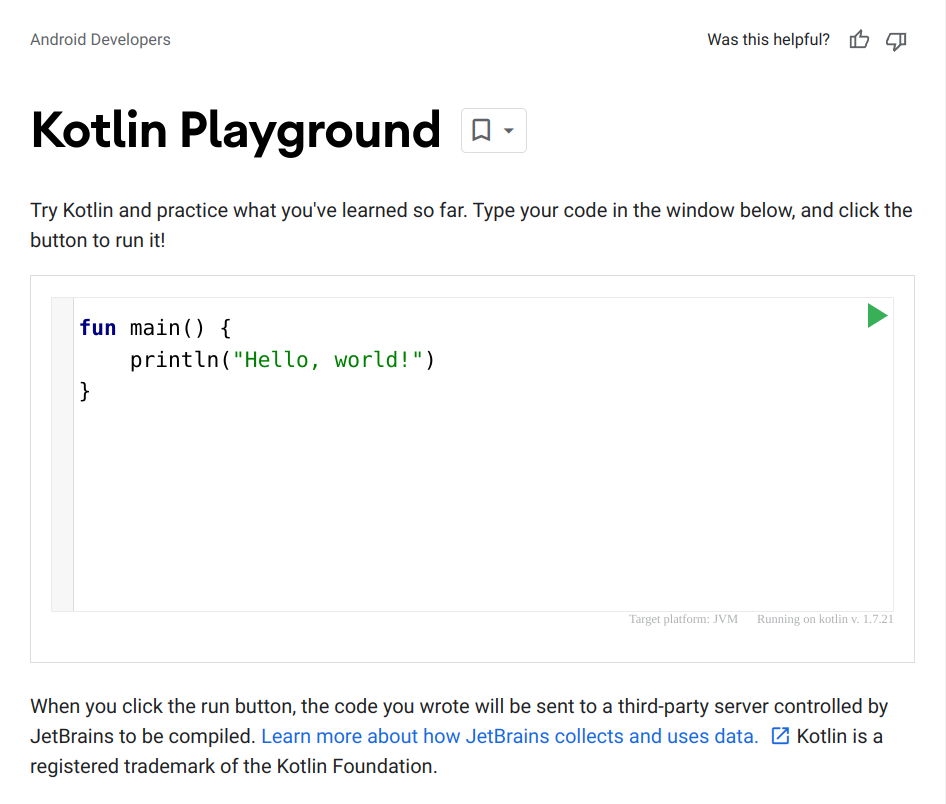 Android Developers
Was this helpful?
Kotlin Playground
Try Kotlin and practice what you've learned so far. Type your code in the window below, and click the
button to run it!
fun main() {
    println("Hello, world!")
}
Target platform: JVM
Running on kotlin v. 1.7.21
When you click the run button, the code you wrote will be sent to a third-party server controlled by
JetBrains to be compiled. Learn more about how JetBrains collects and uses data. Kotlin is a
registered trademark of the Kotlin Foundation.